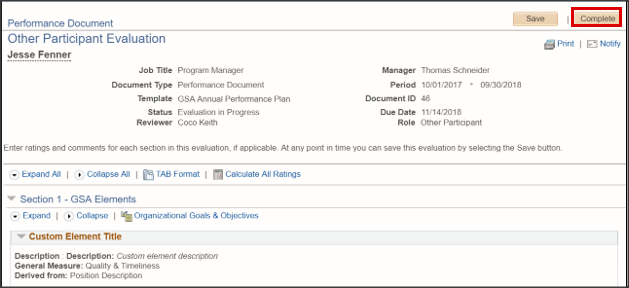 Performance Document
Save | Complete
Other Participant Evaluation
Print | Notify
Jesse Fenner
Job Title Program Manager Manager Thomas Schneider
Document Type Performance Document Period 10/01/2017 - 09/30/2018
Template GSA Annual Performance Plan Document ID 46
Status Evaluation in Progress Due Date 11/14/2018
Reviewer Coco Keith Role Other Participant
Enter ratings and comments for each section in this evaluation, if applicable. At any point in time you can save this evaluation by selecting the Save button.
Expand All | Collapse All | TAB Format | Calculate All Ratings
Section 1 - GSA Elements
Expand | Collapse | Organizational Goals & Objectives
Custom Element Title
Description : Description: Custom element description
General Measure: Quality & Timeliness
Derived from: Position Description